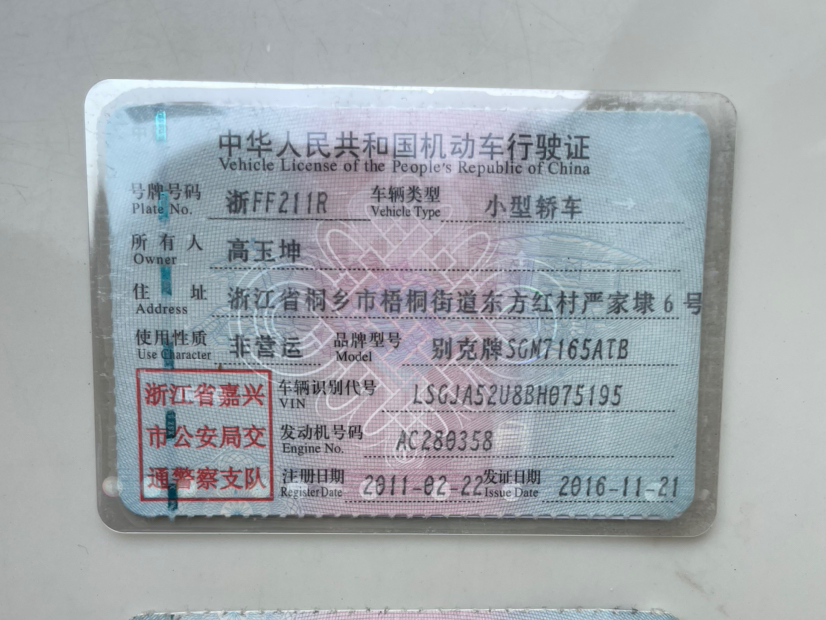 中华人民共和国机动车行驶证
Vehicle License of the People's Republic of China
号牌号码 浙FF211R 车辆类型 小型轿车
Plate No. Vehicle Type
所有人 高玉坤
Owner
住址 浙江省桐乡市梧桐街道东方红村严家埭6号
Address
使用性质 非营运 品牌型号 别克牌SGM7165ATB
Use Character Model
浙江省嘉兴市公安局交通警察支队
车辆识别代号 LSGJA52U8BH075195
VIN
发动机号码 AC280358
Engine No.
注册日期 2011-02-22 发证日期 2016-11-21
Register Date Issue Date